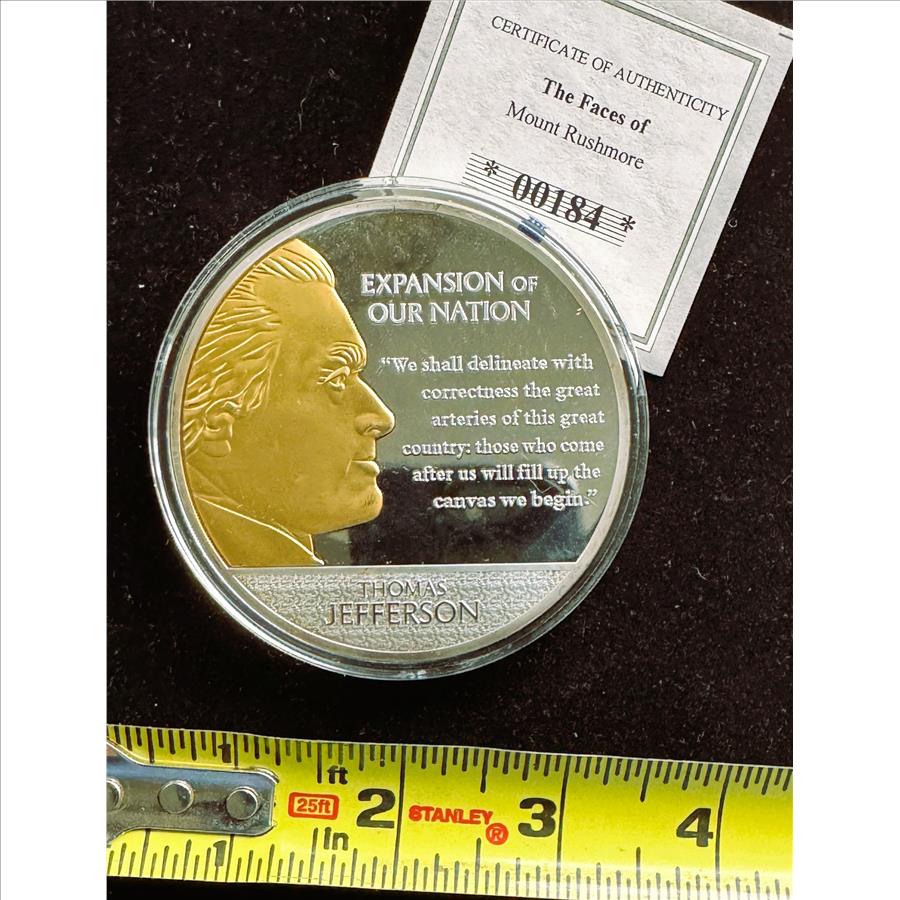 CERTIFICATE OF AUTHENTICITY
The Faces of
Mount Rushmore
* 00184 *
EXPANSION OF
OUR NATION
“We shall delineate with
correctness the great
arteries of this great
country: those who come
after us will fill up the
canvas we begin.”
THOMAS
JEFFERSON
1
ft
25ft
2
STANLEY®
3
4
in
1